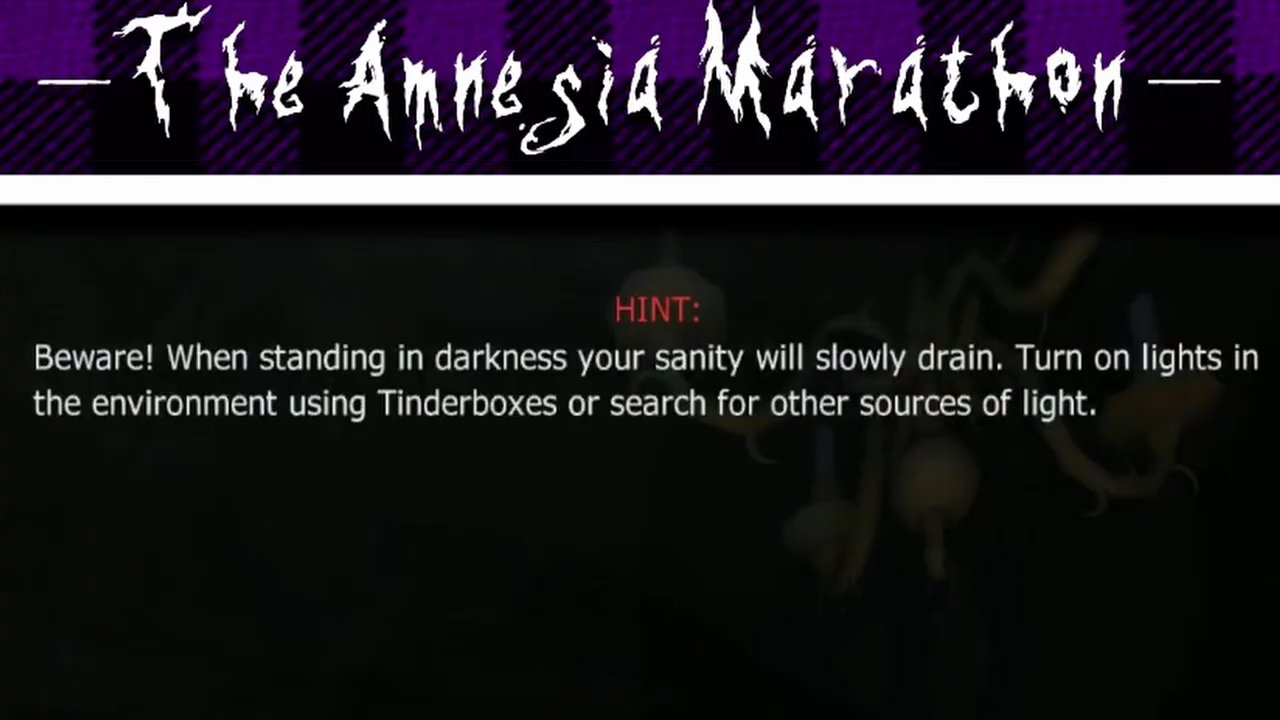 The Amnesia Marathon
HINT:
Beware! When standing in darkness your sanity will slowly drain. Turn on lights in
the environment using Tinderboxes or search for other sources of light.